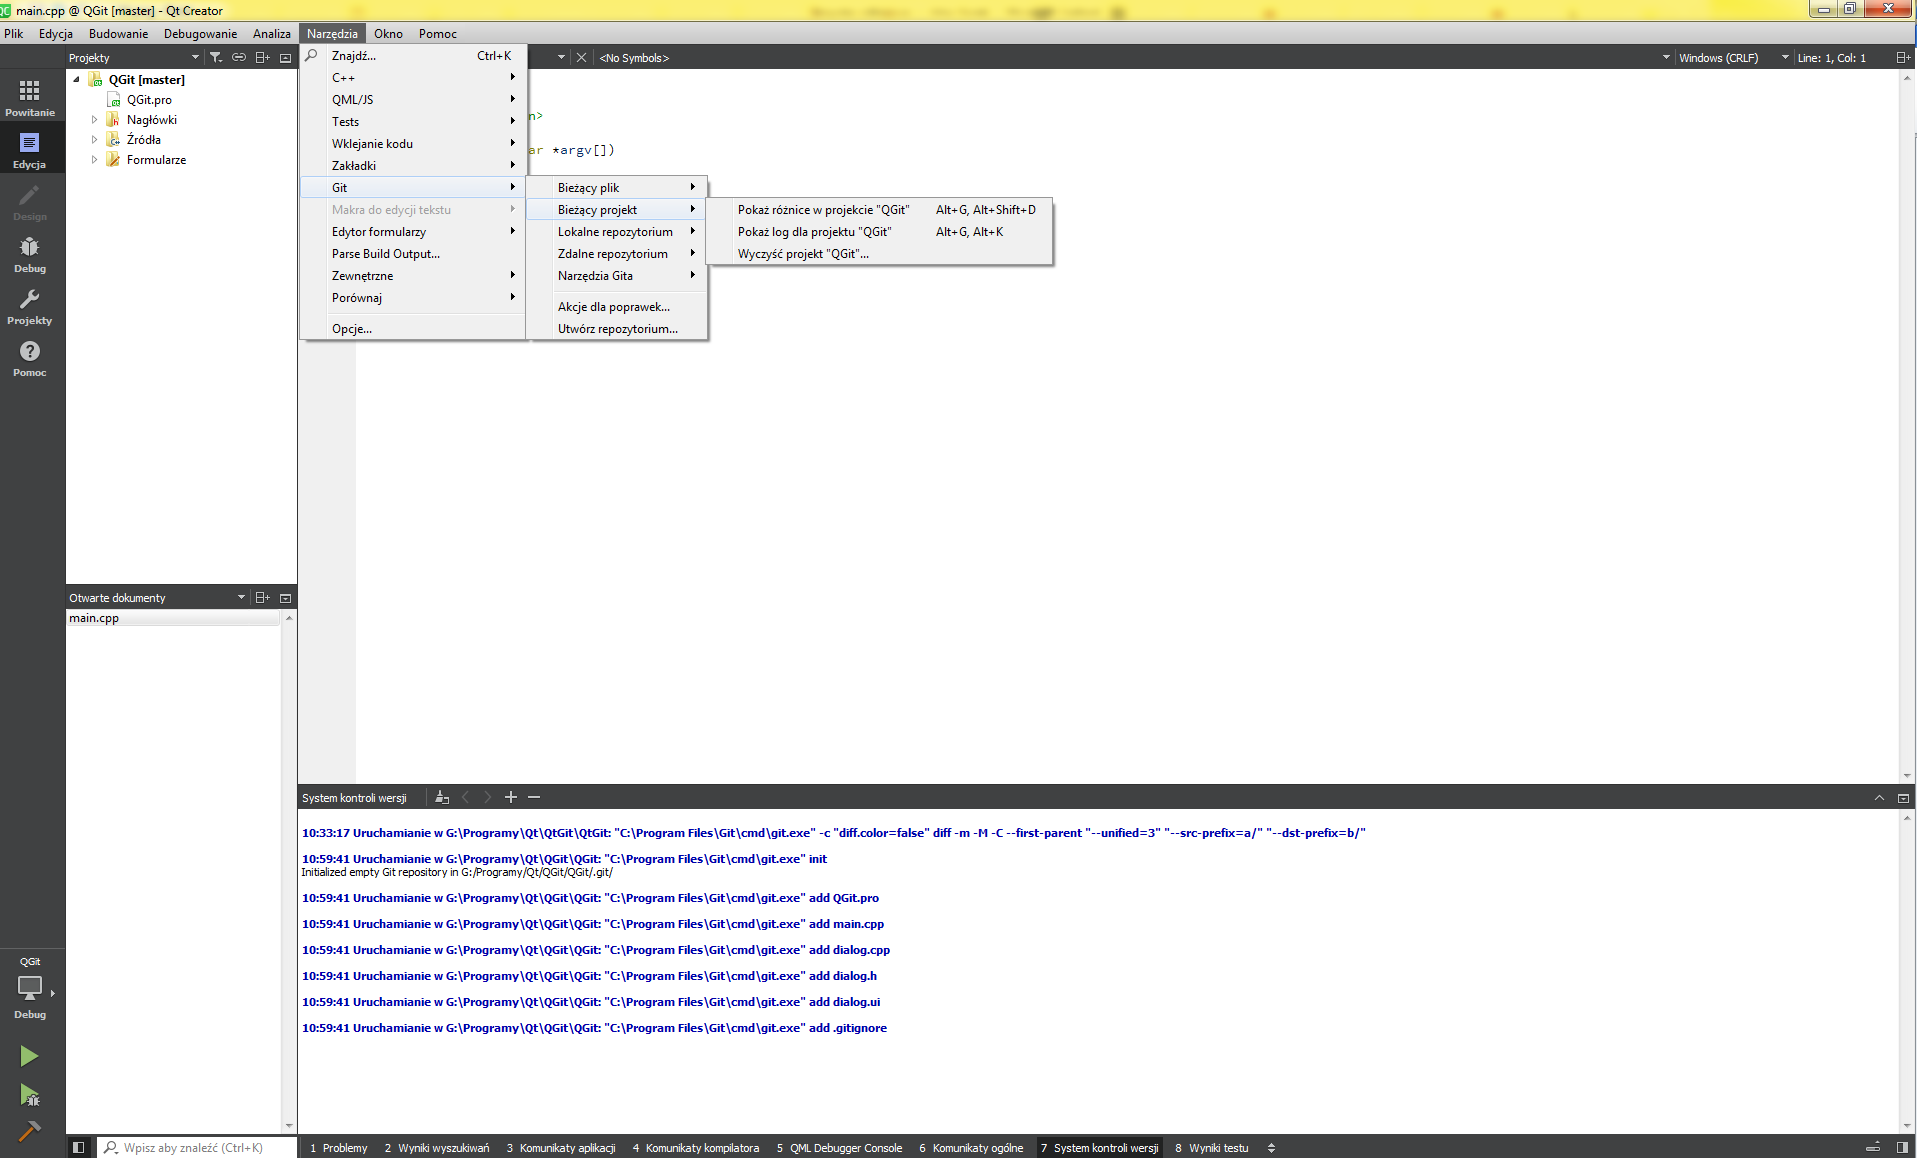 main.cpp @ QGit [master] - Qt Creator
Plik Edycja Budowanie Debugowanie Analiza Narzędzia Okno Pomoc
Projekty
<No Symbols>
Windows (CRLF)
Line: 1, Col: 1
QGit [master]
QGit.pro
Nagłówki
Źródła
Formularze
Powitanie
Edycja
Design
Debug
Projekty
Pomoc
Znajdź... Ctrl+K
C++
QML/JS
Tests
Wklejanie kodu
Zakładki
Git
Makra do edycji tekstu
Edytor formularzy
Parse Build Output...
Zewnętrzne
Porównaj
Opcje...
n>
ar *argv[])
Bieżący plik
Bieżący projekt
Lokalne repozytorium
Zdalne repozytorium
Narzędzia Gita
Akcje dla poprawek...
Utwórz repozytorium...
Pokaż różnice w projekcie "QGit" Alt+G, Alt+Shift+D
Pokaż log dla projektu "QGit" Alt+G, Alt+K
Wyczyść projekt "QGit"...
Otwarte dokumenty
main.cpp
System kontroli wersji
10:33:17 Uruchamianie w G:\Programy\Qt\QtGit\QtGit: "C:\Program Files\Git\cmd\git.exe" -c "diff.color=false" diff -m -M -C --first-parent "--unified=3" "--src-prefix=a/" "--dst-prefix=b/"
10:59:41 Uruchamianie w G:\Programy\Qt\QGit\QGit: "C:\Program Files\Git\cmd\git.exe" init
Initialized empty Git repository in G:/Programy/Qt/QGit/QGit/.git/
10:59:41 Uruchamianie w G:\Programy\Qt\QGit\QGit: "C:\Program Files\Git\cmd\git.exe" add QGit.pro
10:59:41 Uruchamianie w G:\Programy\Qt\QGit\QGit: "C:\Program Files\Git\cmd\git.exe" add main.cpp
10:59:41 Uruchamianie w G:\Programy\Qt\QGit\QGit: "C:\Program Files\Git\cmd\git.exe" add dialog.cpp
10:59:41 Uruchamianie w G:\Programy\Qt\QGit\QGit: "C:\Program Files\Git\cmd\git.exe" add dialog.h
10:59:41 Uruchamianie w G:\Programy\Qt\QGit\QGit: "C:\Program Files\Git\cmd\git.exe" add dialog.ui
10:59:41 Uruchamianie w G:\Programy\Qt\QGit\QGit: "C:\Program Files\Git\cmd\git.exe" add .gitignore
QGit
Debug
Wpisz aby znaleźć (Ctrl+K)
1 Problemy 2 Wyniki wyszukiwań 3 Komunikaty aplikacji 4 Komunikaty kompilatora 5 QML Debugger Console 6 Komunikaty ogólne 7 System kontroli wersji 8 Wyniki testu